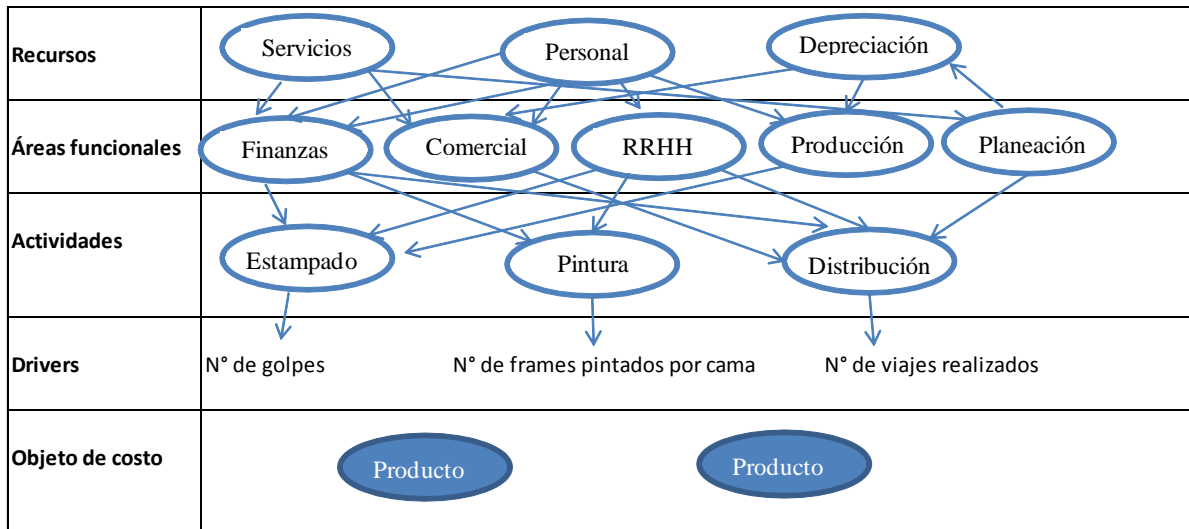 Recursos
Servicios
Personal
Depreciación
Áreas funcionales
Finanzas
Comercial
RRHH
Producción
Planeación
Actividades
Estampado
Pintura
Distribución
Drivers
N° de golpes
N° de frames pintados por cama
N° de viajes realizados
Objeto de costo
Producto
Producto